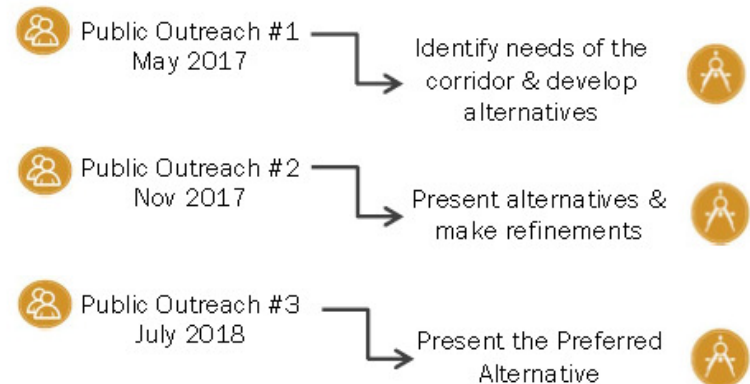 Public Outreach #1
May 2017
Identify needs of the
corridor & develop
alternatives
Public Outreach #2
Nov 2017
Present alternatives &
make refinements
Public Outreach #3
July 2018
Present the Preferred
Alternative